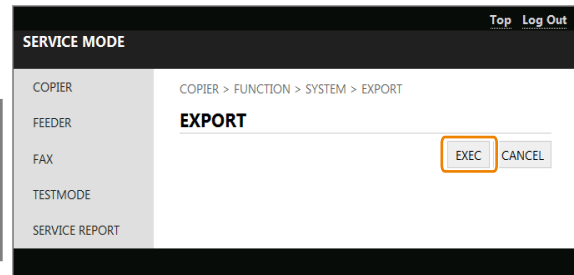 Top Log Out
SERVICE MODE
COPIER
FEEDER
FAX
TESTMODE
SERVICE REPORT
COPIER > FUNCTION > SYSTEM > EXPORT
EXPORT
EXEC CANCEL